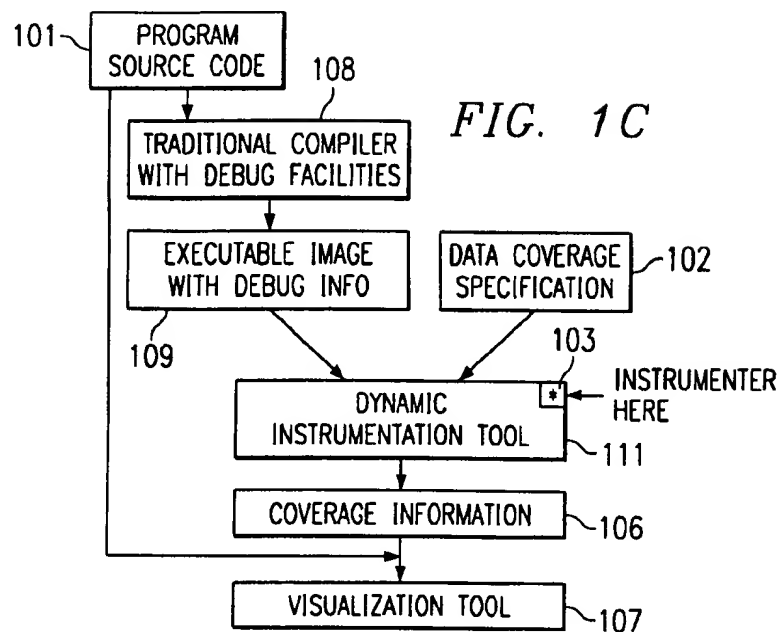 101
PROGRAM
SOURCE CODE
108
FIG. 1C
TRADITIONAL COMPILER
WITH DEBUG FACILITIES
EXECUTABLE IMAGE
WITH DEBUG INFO
109
DATA COVERAGE
SPECIFICATION
102
103
*
INSTRUMENTER
HERE
DYNAMIC
INSTRUMENTATION TOOL
111
COVERAGE INFORMATION
106
VISUALIZATION TOOL
107